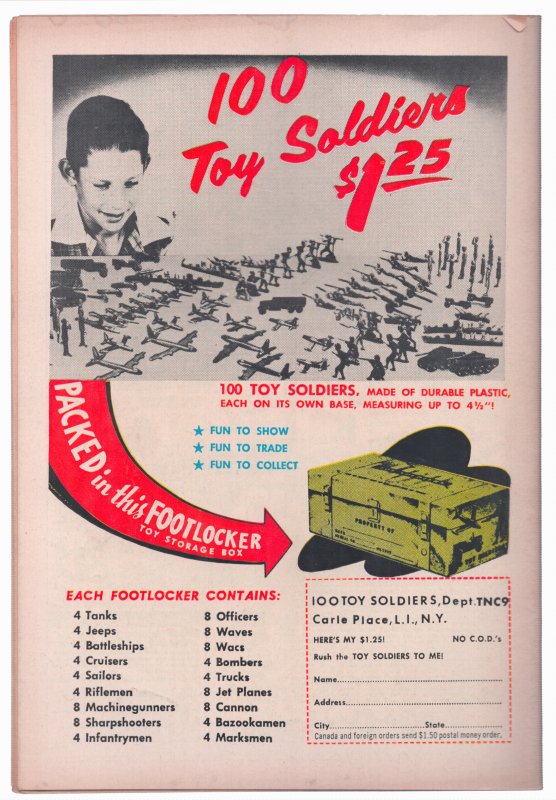 100
Toy Soldiers
$1.25
100 TOY SOLDIERS, MADE OF DURABLE PLASTIC,
EACH ON ITS OWN BASE, MEASURING UP TO 4½"!
★ FUN TO SHOW
★ FUN TO TRADE
★ FUN TO COLLECT
PACKED in this FOOTLOCKER
TOY STORAGE BOX
PROPERTY OF
EACH FOOTLOCKER CONTAINS:
4 Tanks
4 Jeeps
4 Battleships
4 Cruisers
4 Sailors
4 Riflemen
8 Machinegunners
8 Sharpshooters
4 Infantrymen
8 Officers
8 Waves
8 Wacs
4 Bombers
4 Trucks
8 Jet Planes
8 Cannon
4 Bazookamen
4 Marksmen
100 TOY SOLDIERS, Dept. TNC9
Carle Place, L.I., N.Y.
HERE'S MY $1.25! NO C.O.D.'s
Rush the TOY SOLDIERS TO ME!
Name
Address
City State
Canada and foreign orders send $1.50 postal money order.